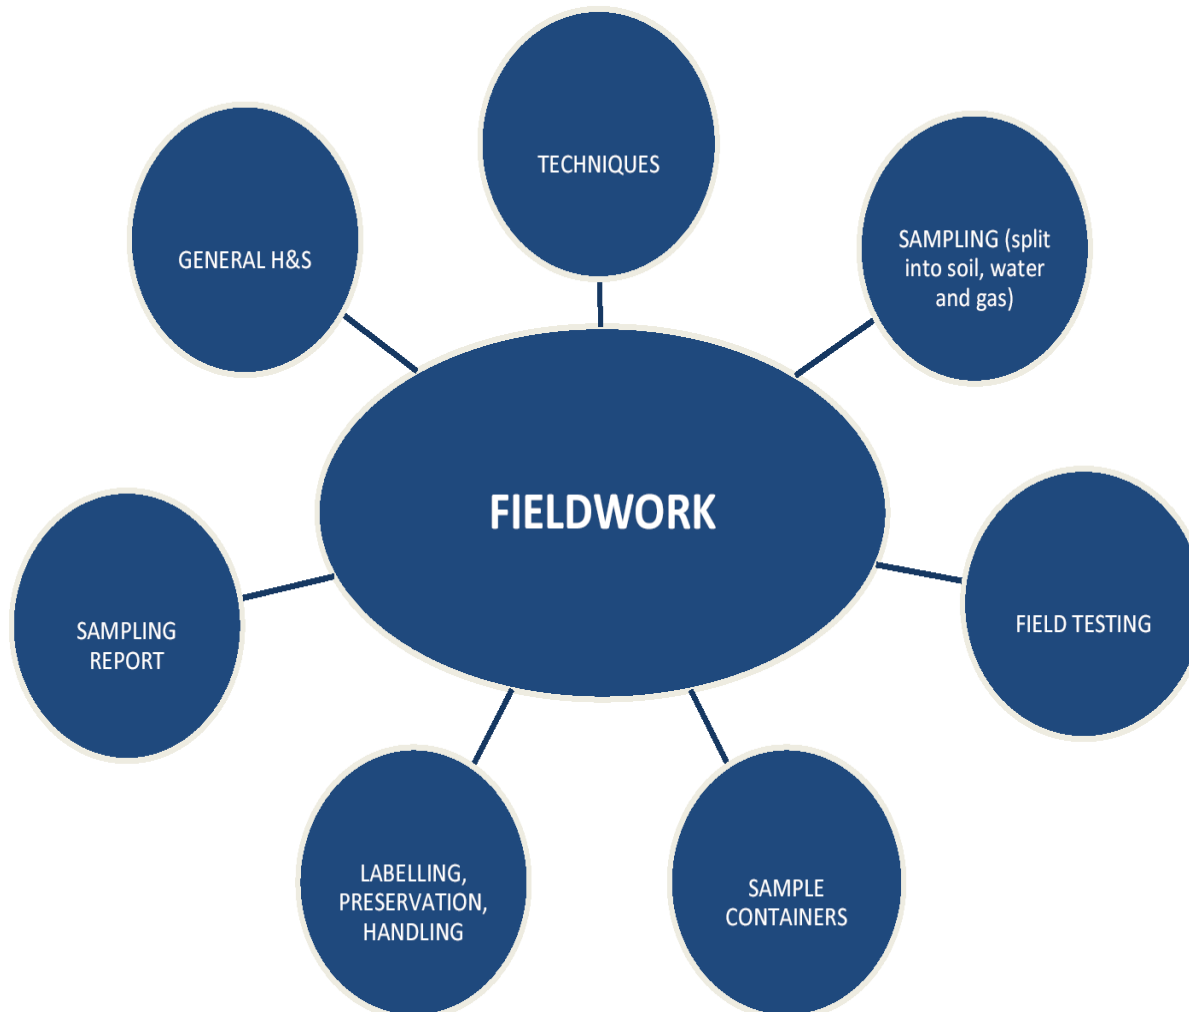 TECHNIQUES
GENERAL H&S
SAMPLING (split
into soil, water
and gas)
FIELDWORK
FIELD TESTING
SAMPLING
REPORT
LABELLING,
PRESERVATION,
HANDLING
SAMPLE
CONTAINERS